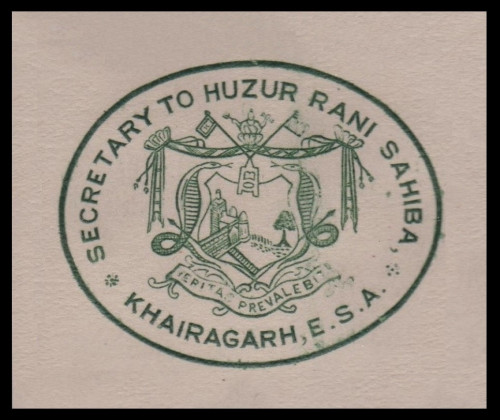 SECRETARY TO HUZUR RANI SAHIBA,
VERITAS PREVALEBIT
KHAIRAGARH, E.S.A.